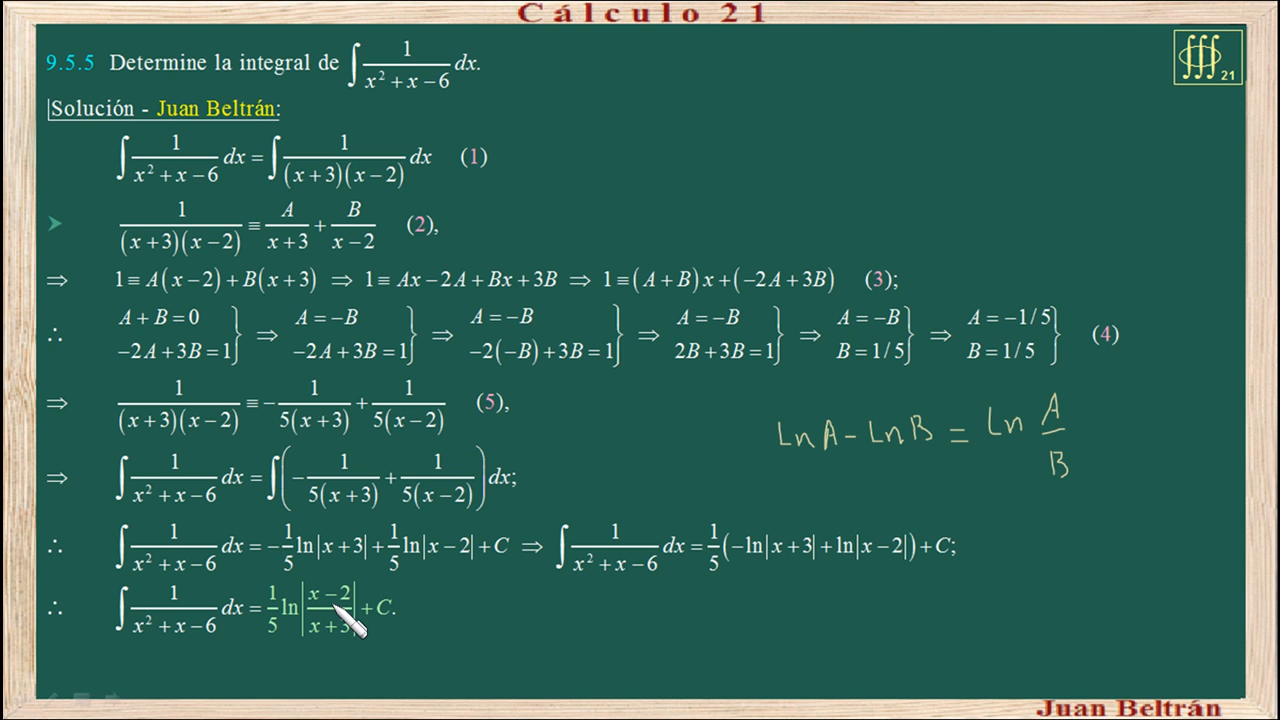 Cálculo 21
9.5.5 Determine la integral de ∫ 1/(x² + x − 6) dx.
∭ 21
Solución - Juan Beltrán:
∫ 1/(x² + x − 6) dx = ∫ 1/((x + 3)(x − 2)) dx (1)
➤ 1/((x + 3)(x − 2)) ≡ A/(x + 3) + B/(x − 2) (2),
⇒ 1 ≡ A(x − 2) + B(x + 3) ⇒ 1 ≡ Ax − 2A + Bx + 3B ⇒ 1 ≡ (A + B)x + (−2A + 3B) (3);
∴ A + B = 0, −2A + 3B = 1} ⇒ A = −B, −2A + 3B = 1} ⇒ A = −B, −2(−B) + 3B = 1} ⇒ A = −B, 2B + 3B = 1} ⇒ A = −B, B = 1/5} ⇒ A = −1/5, B = 1/5} (4)
⇒ 1/((x + 3)(x − 2)) ≡ − 1/(5(x + 3)) + 1/(5(x − 2)) (5),
LnA − LnB = Ln A/B
⇒ ∫ 1/(x² + x − 6) dx = ∫ (− 1/(5(x + 3)) + 1/(5(x − 2))) dx;
∴ ∫ 1/(x² + x − 6) dx = − 1/5 ln|x + 3| + 1/5 ln|x − 2| + C ⇒ ∫ 1/(x² + x − 6) dx = 1/5 (−ln|x + 3| + ln|x − 2|) + C;
∴ ∫ 1/(x² + x − 6) dx = 1/5 ln|(x − 2)/(x + 3)| + C.
Juan Beltrán